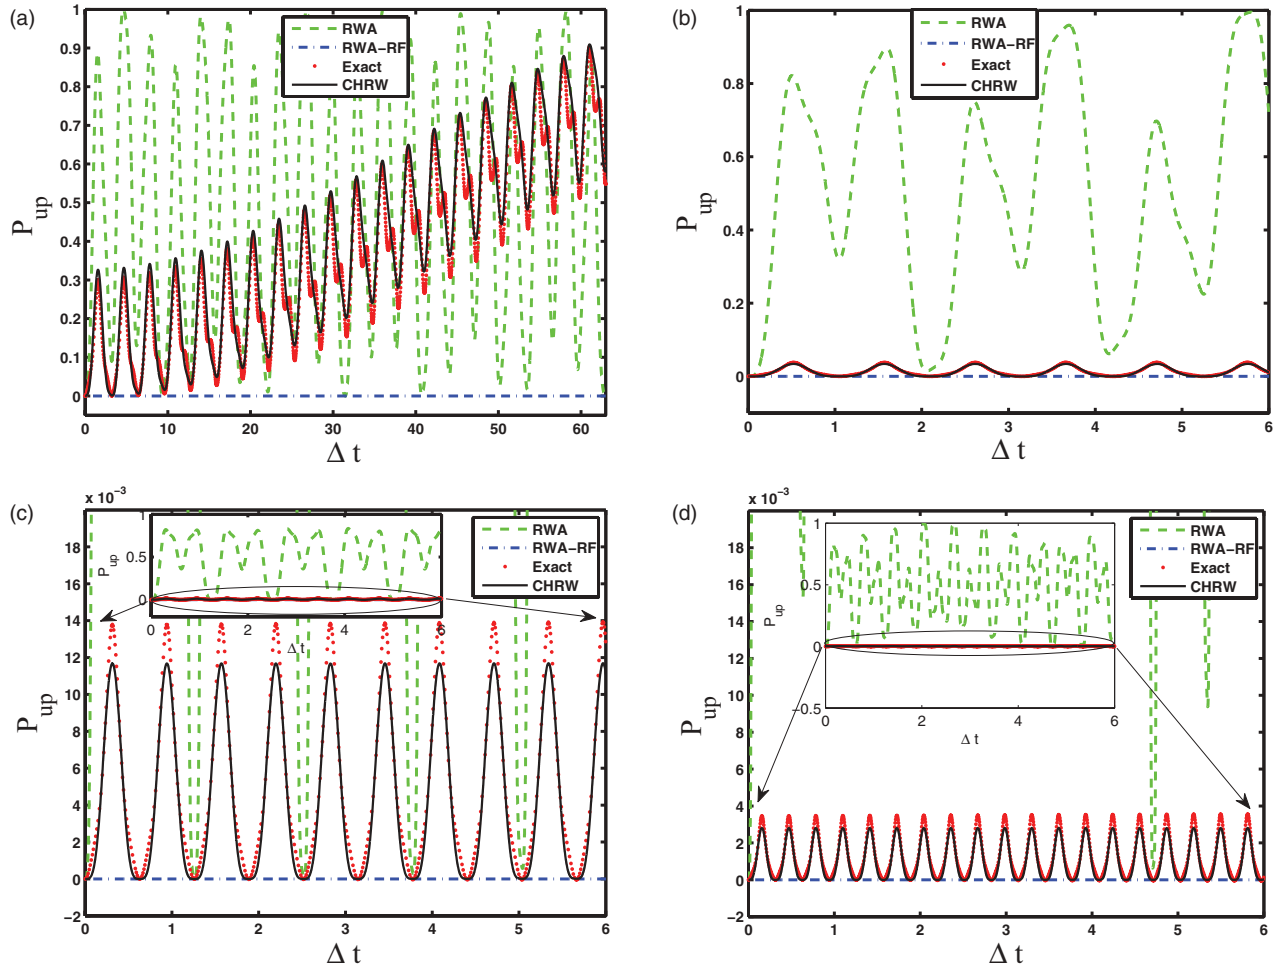 (a)
RWA
RWA-RF
Exact
CHRW
1
0.9
0.8
0.7
0.6
0.5
0.4
0.3
0.2
0.1
0
P up
0 10 20 30 40 50 60
Δ t
(b)
RWA
RWA-RF
Exact
CHRW
1
0.8
0.6
0.4
0.2
0
P up
0 1 2 3 4 5 6
Δ t
(c)
x 10⁻³
RWA
RWA-RF
Exact
CHRW
18
16
14
12
10
8
6
4
2
0
−2
P up
0 1 2 3 4 5 6
Δ t
1
0.5
0
P up
0 2 4 6
Δ t
(d)
x 10⁻³
RWA
RWA-RF
Exact
CHRW
18
16
14
12
10
8
6
4
2
0
−2
P up
0 1 2 3 4 5 6
Δ t
1
0.5
0
−0.5
P up
0 2 4 6
Δ t